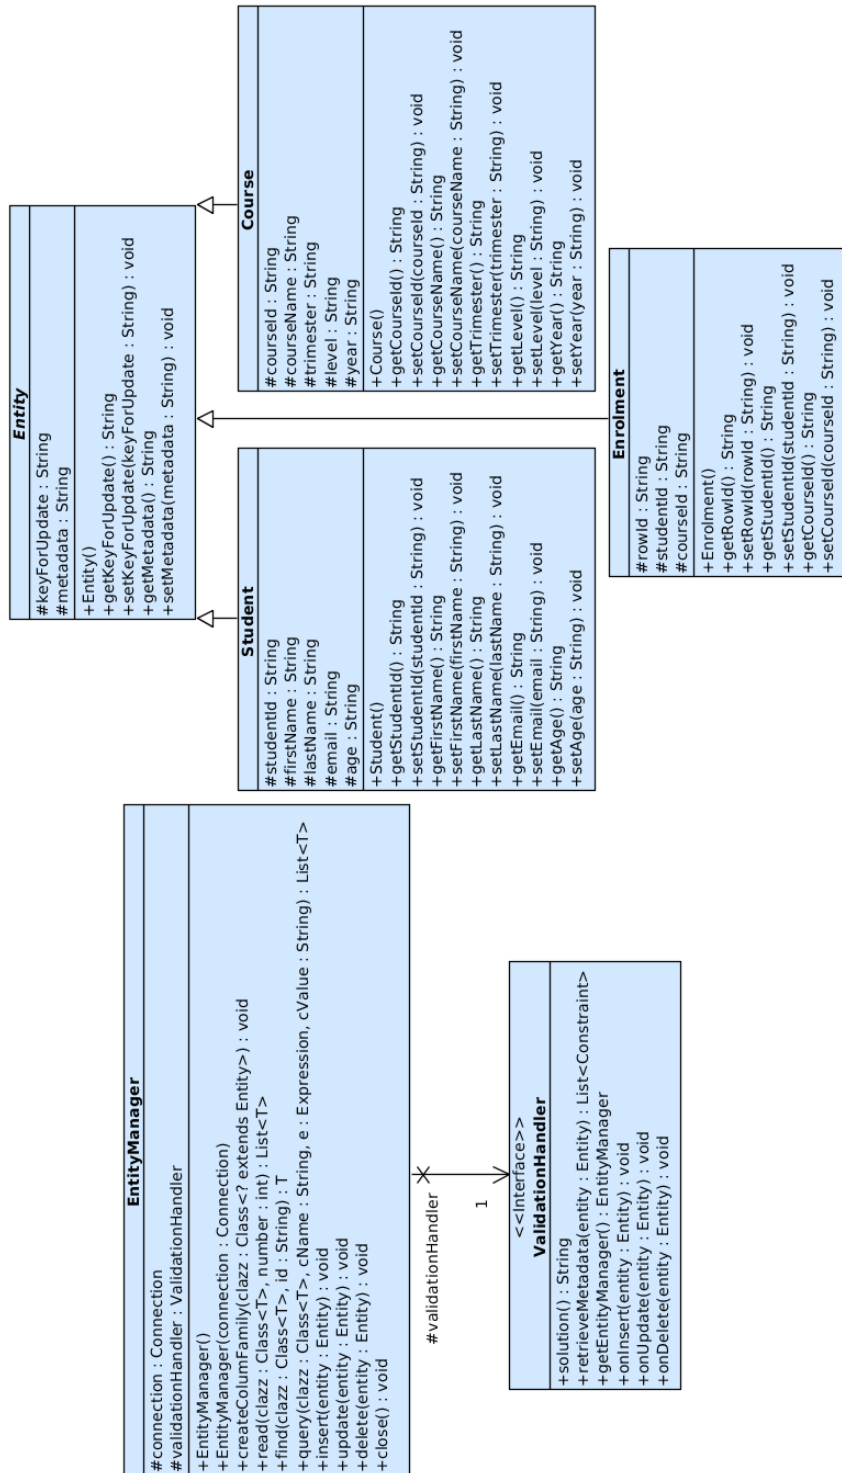 EntityManager
#connection : Connection
#validationHandler : ValidationHandler
+EntityManager()
+EntityManager(connection : Connection)
+createColumFamily(clazz : Class<? extends Entity>) : void
+read(clazz : Class<T>, number : int) : List<T>
+find(clazz : Class<T>, id : String) : T
+query(clazz : Class<T>, cName : String, e : Expression, cValue : String) : List<T>
+insert(entity : Entity) : void
+update(entity : Entity) : void
+delete(entity : Entity) : void
+close() : void
#validationHandler
1
<<Interface>>
ValidationHandler
+solution() : String
+retrieveMetadata(entity : Entity) : List<Constraint>
+getEntityManager() : EntityManager
+onInsert(entity : Entity) : void
+onUpdate(entity : Entity) : void
+onDelete(entity : Entity) : void
Entity
#keyForUpdate : String
#metadata : String
+Entity()
+getKeyForUpdate() : String
+setKeyForUpdate(keyForUpdate : String) : void
+getMetadata() : String
+setMetadata(metadata : String) : void
Student
#studentId : String
#firstName : String
#lastName : String
#email : String
#age : String
+Student()
+getStudentId() : String
+setStudentId(studentId : String) : void
+getFirstName() : String
+setFirstName(firstName : String) : void
+getLastName() : String
+setLastName(lastName : String) : void
+getEmail() : String
+setEmail(email : String) : void
+getAge() : String
+setAge(age : String) : void
Course
#courseId : String
#courseName : String
#trimester : String
#level : String
#year : String
+Course()
+getCourseId() : String
+setCourseId(courseId : String) : void
+getCourseName() : String
+setCourseName(courseName : String) : void
+getTrimester() : String
+setTrimester(trimester : String) : void
+getLevel() : String
+setLevel(level : String) : void
+getYear() : String
+setYear(year : String) : void
Enrolment
#rowId : String
#studentId : String
#courseId : String
+Enrolment()
+getRowId() : String
+setRowId(rowId : String) : void
+getStudentId() : String
+setStudentId(studentId : String) : void
+getCourseId() : String
+setCourseId(courseId : String) : void